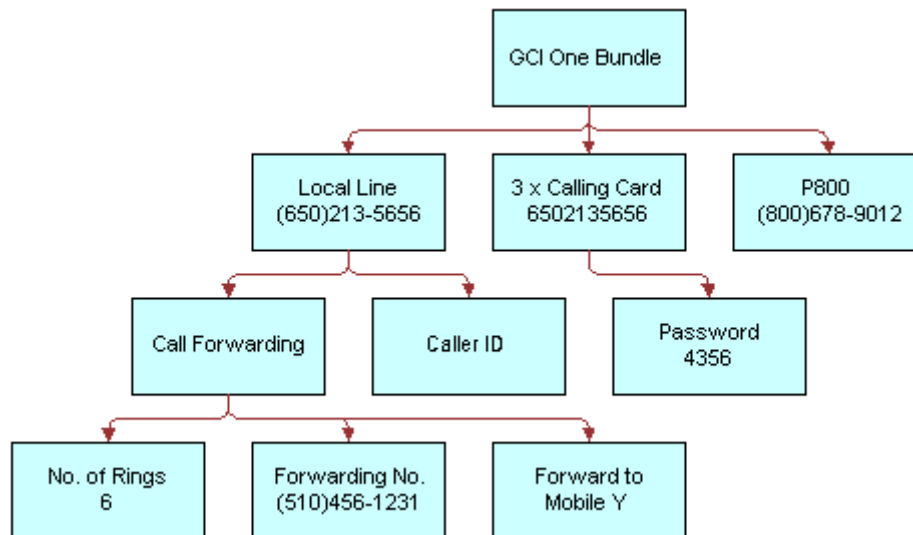 GCI One Bundle
Local Line
(650)213-5656
3 x Calling Card
6502135656
P800
(800)678-9012
Call Forwarding
Caller ID
Password
4356
No. of Rings
6
Forwarding No.
(510)456-1231
Forward to
Mobile Y